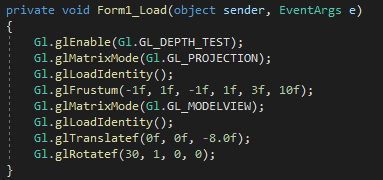 private void Form1_Load(object sender, EventArgs e)
{
Gl.glEnable(Gl.GL_DEPTH_TEST);
Gl.glMatrixMode(Gl.GL_PROJECTION);
Gl.glLoadIdentity();
Gl.glFrustum(-1f, 1f, -1f, 1f, 3f, 10f);
Gl.glMatrixMode(Gl.GL_MODELVIEW);
Gl.glLoadIdentity();
Gl.glTranslatef(0f, 0f, -8.0f);
Gl.glRotatef(30, 1, 0, 0);
}